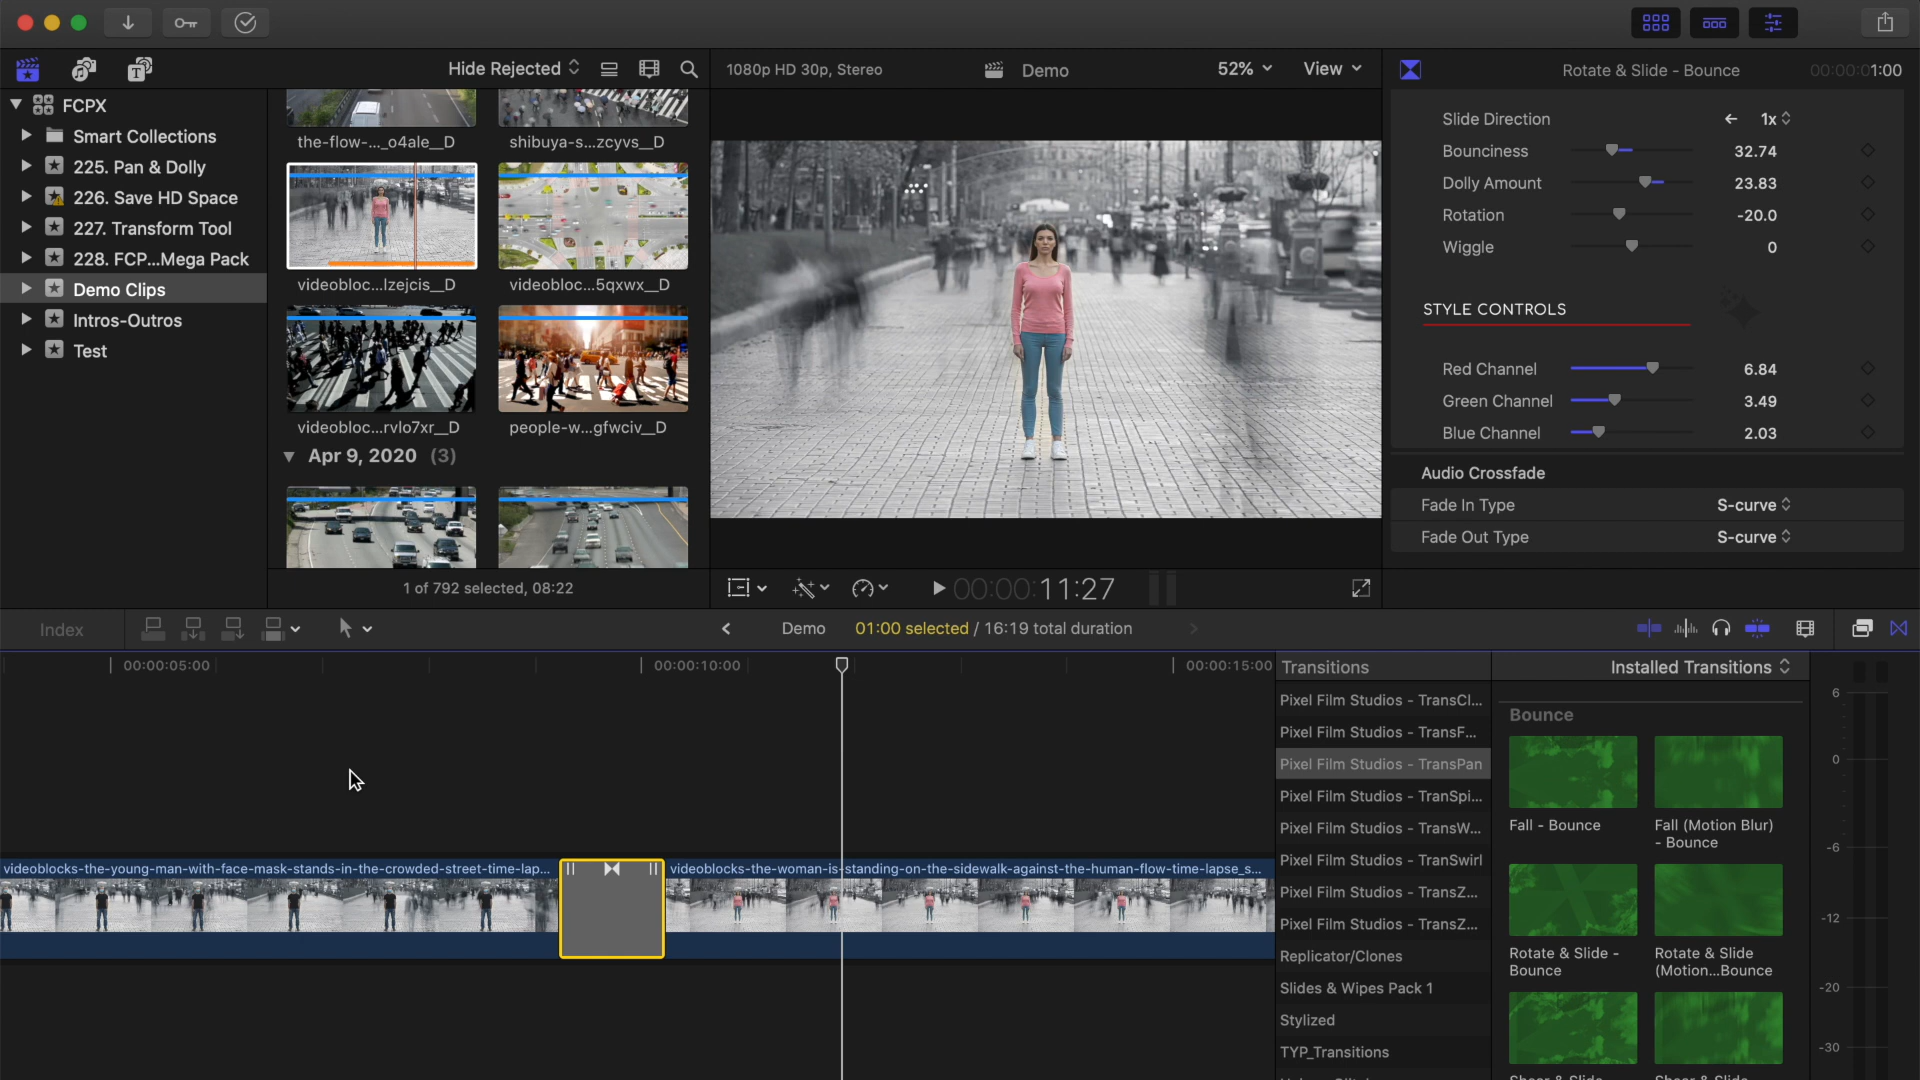 Hide Rejected
1080p HD 30p, Stereo
Demo
52%
View
Rotate & Slide - Bounce
00:00:01:00
FCPX
Smart Collections
225. Pan & Dolly
226. Save HD Space
227. Transform Tool
228. FCP...Mega Pack
Demo Clips
Intros-Outros
Test
the-flow-..._o4ale__D
shibuya-s...zcyvs__D
videobloc...lzejcis__D
videobloc...5qxwx__D
videobloc...rvlo7xr__D
people-w...gfwciv__D
Apr 9, 2020 (3)
1 of 792 selected, 08:22
00:00:11:27
Slide Direction
1x
Bounciness
32.74
Dolly Amount
23.83
Rotation
-20.0
Wiggle
0
STYLE CONTROLS
Red Channel
6.84
Green Channel
3.49
Blue Channel
2.03
Audio Crossfade
Fade In Type
S-curve
Fade Out Type
S-curve
Index
Demo
01:00 selected / 16:19 total duration
00:00:05:00
00:00:10:00
00:00:15:00
videoblocks-the-young-man-with-face-mask-stands-in-the-crowded-street-time-lap...
videoblocks-the-woman-is-standing-on-the-sidewalk-against-the-human-flow-time-lapse_s...
Transitions
Installed Transitions
Pixel Film Studios - TransCl...
Pixel Film Studios - TransF...
Pixel Film Studios - TransPan
Pixel Film Studios - TranSpi...
Pixel Film Studios - TransW...
Pixel Film Studios - TranSwirl
Pixel Film Studios - TransZ...
Pixel Film Studios - TransZ...
Replicator/Clones
Slides & Wipes Pack 1
Stylized
TYP_Transitions
Bounce
Fall - Bounce
Fall (Motion Blur)
- Bounce
Rotate & Slide -
Bounce
Rotate & Slide
(Motion...Bounce
6
0
-6
-12
-20
-30